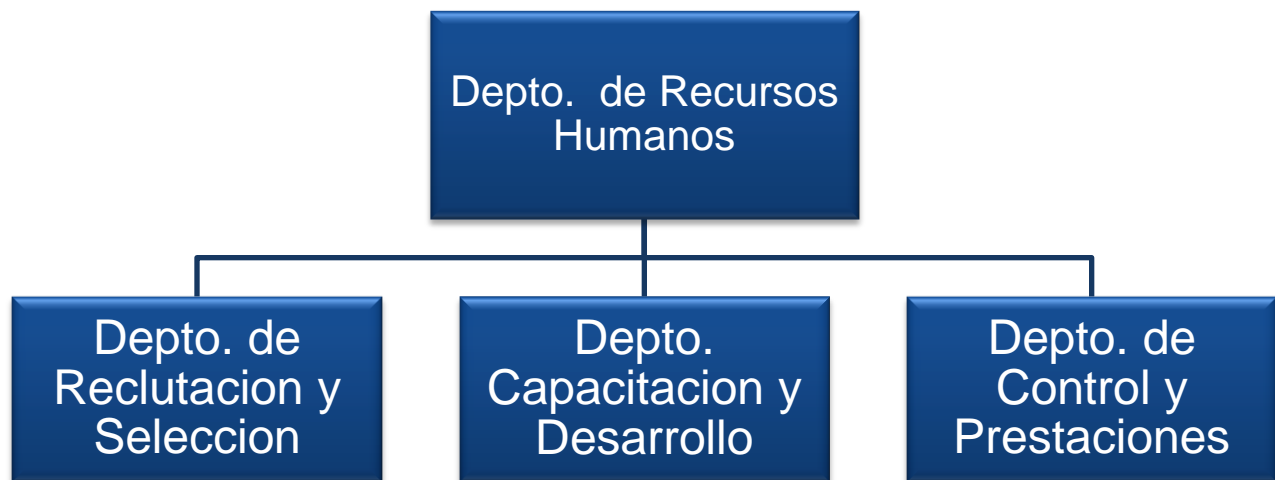 Depto. de Recursos
Humanos
Depto. de
Reclutacion y
Seleccion
Depto.
Capacitacion y
Desarrollo
Depto. de
Control y
Prestaciones